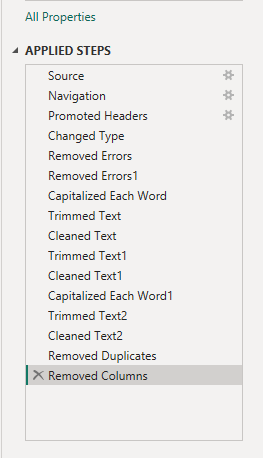 All Properties
APPLIED STEPS
Source
Navigation
Promoted Headers
Changed Type
Removed Errors
Removed Errors1
Capitalized Each Word
Trimmed Text
Cleaned Text
Trimmed Text1
Cleaned Text1
Capitalized Each Word1
Trimmed Text2
Cleaned Text2
Removed Duplicates
Removed Columns